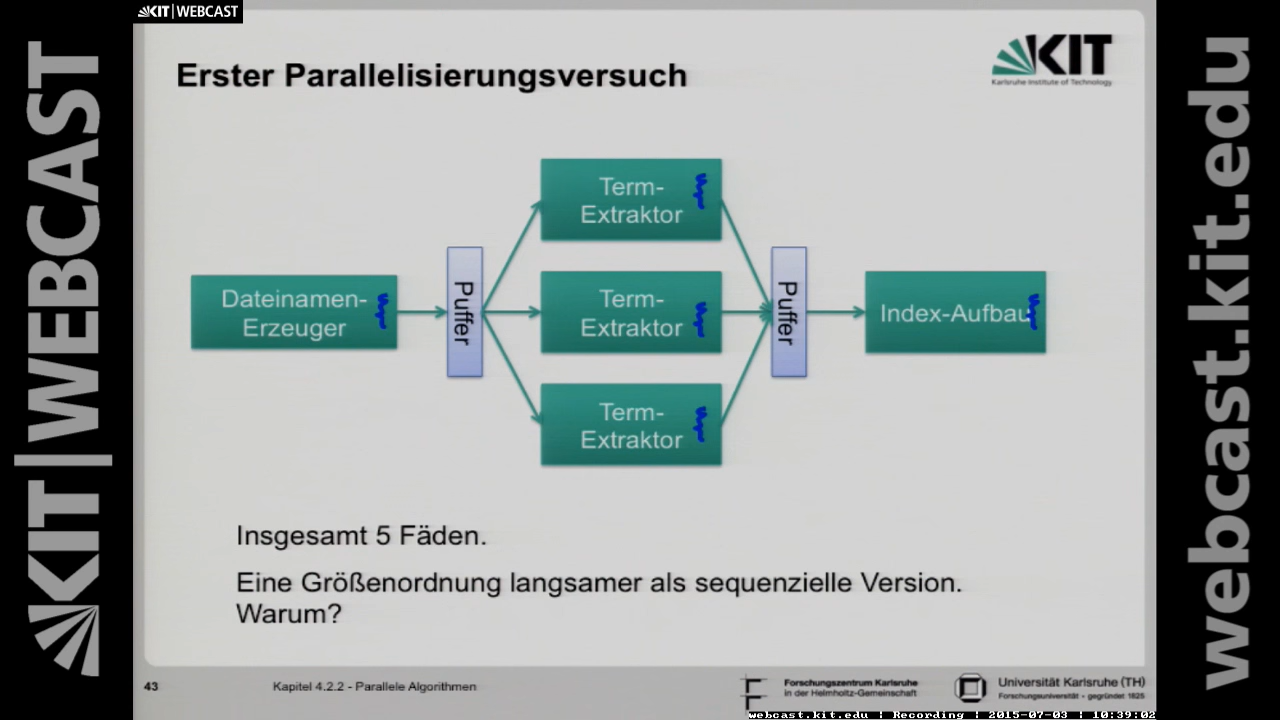 KIT|WEBCAST
KIT|WEBCAST
Erster Parallelisierungsversuch
KIT
Karlsruhe Institute of Technology
Term-
Extraktor
Dateinamen-
Erzeuger
Puffer
Term-
Extraktor
Puffer
Index-Aufbau
Term-
Extraktor
Insgesamt 5 Fäden.
Eine Größenordnung langsamer als sequenzielle Version.
Warum?
43
Kapitel 4.2.2 - Parallele Algorithmen
Forschungszentrum Karlsruhe
in der Helmholtz-Gemeinschaft
Universität Karlsruhe (TH)
Forschungsuniversität • gegründet 1825
webcast.kit.edu | Recording | 2015-07-03 | 10:39:02
webcast.kit.edu